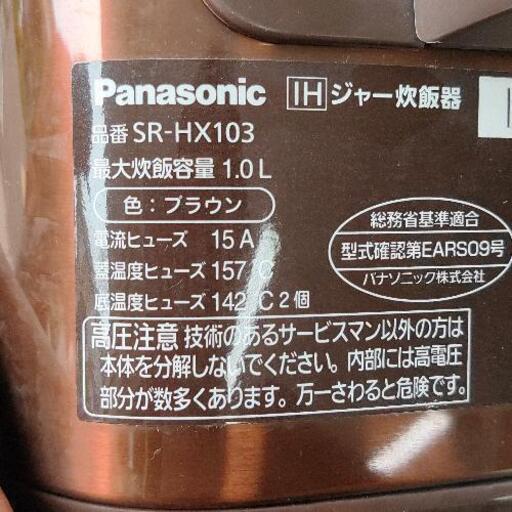 Panasonic IHジャー炊飯器
品番 SR-HX103
最大炊飯容量 1.0L
色：ブラウン
電流ヒューズ 15A
蓋温度ヒューズ 157℃
底温度ヒューズ 142℃ 2個
総務省基準適合
型式確認第EARS09号
パナソニック株式会社
高圧注意 技術のあるサービスマン以外の方は
本体を分解しないでください。内部には高電圧
部分が数多くあります。万一さわると危険です。